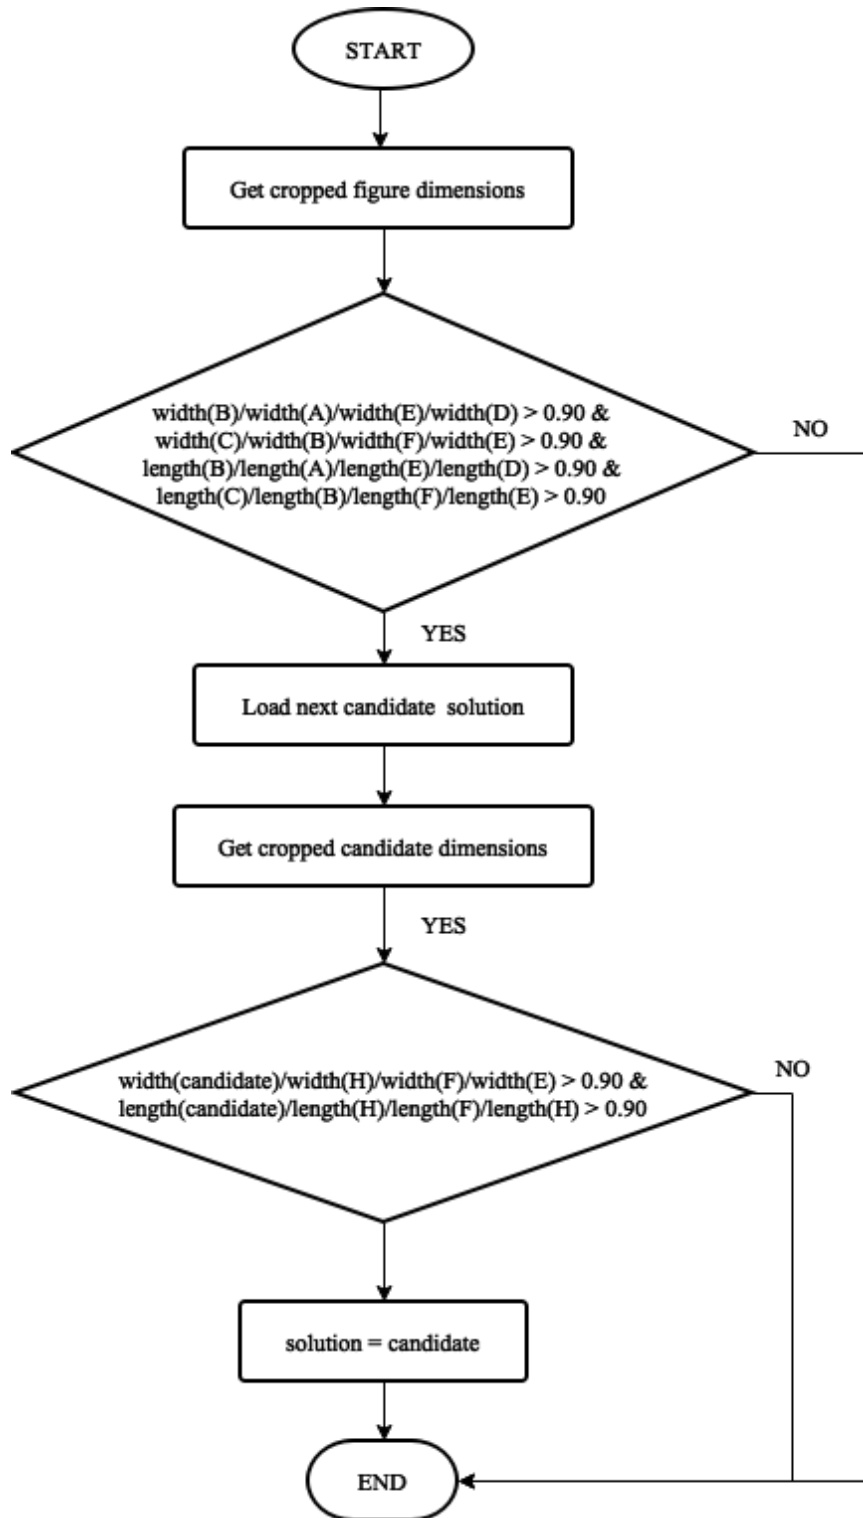 START
Get cropped figure dimensions
width(B)/width(A)/width(E)/width(D) > 0.90 &
width(C)/width(B)/width(F)/width(E) > 0.90 &
length(B)/length(A)/length(E)/length(D) > 0.90 &
length(C)/length(B)/length(F)/length(E) > 0.90
NO
YES
Load next candidate solution
Get cropped candidate dimensions
YES
width(candidate)/width(H)/width(F)/width(E) > 0.90 &
length(candidate)/length(H)/length(F)/length(H) > 0.90
NO
solution = candidate
END